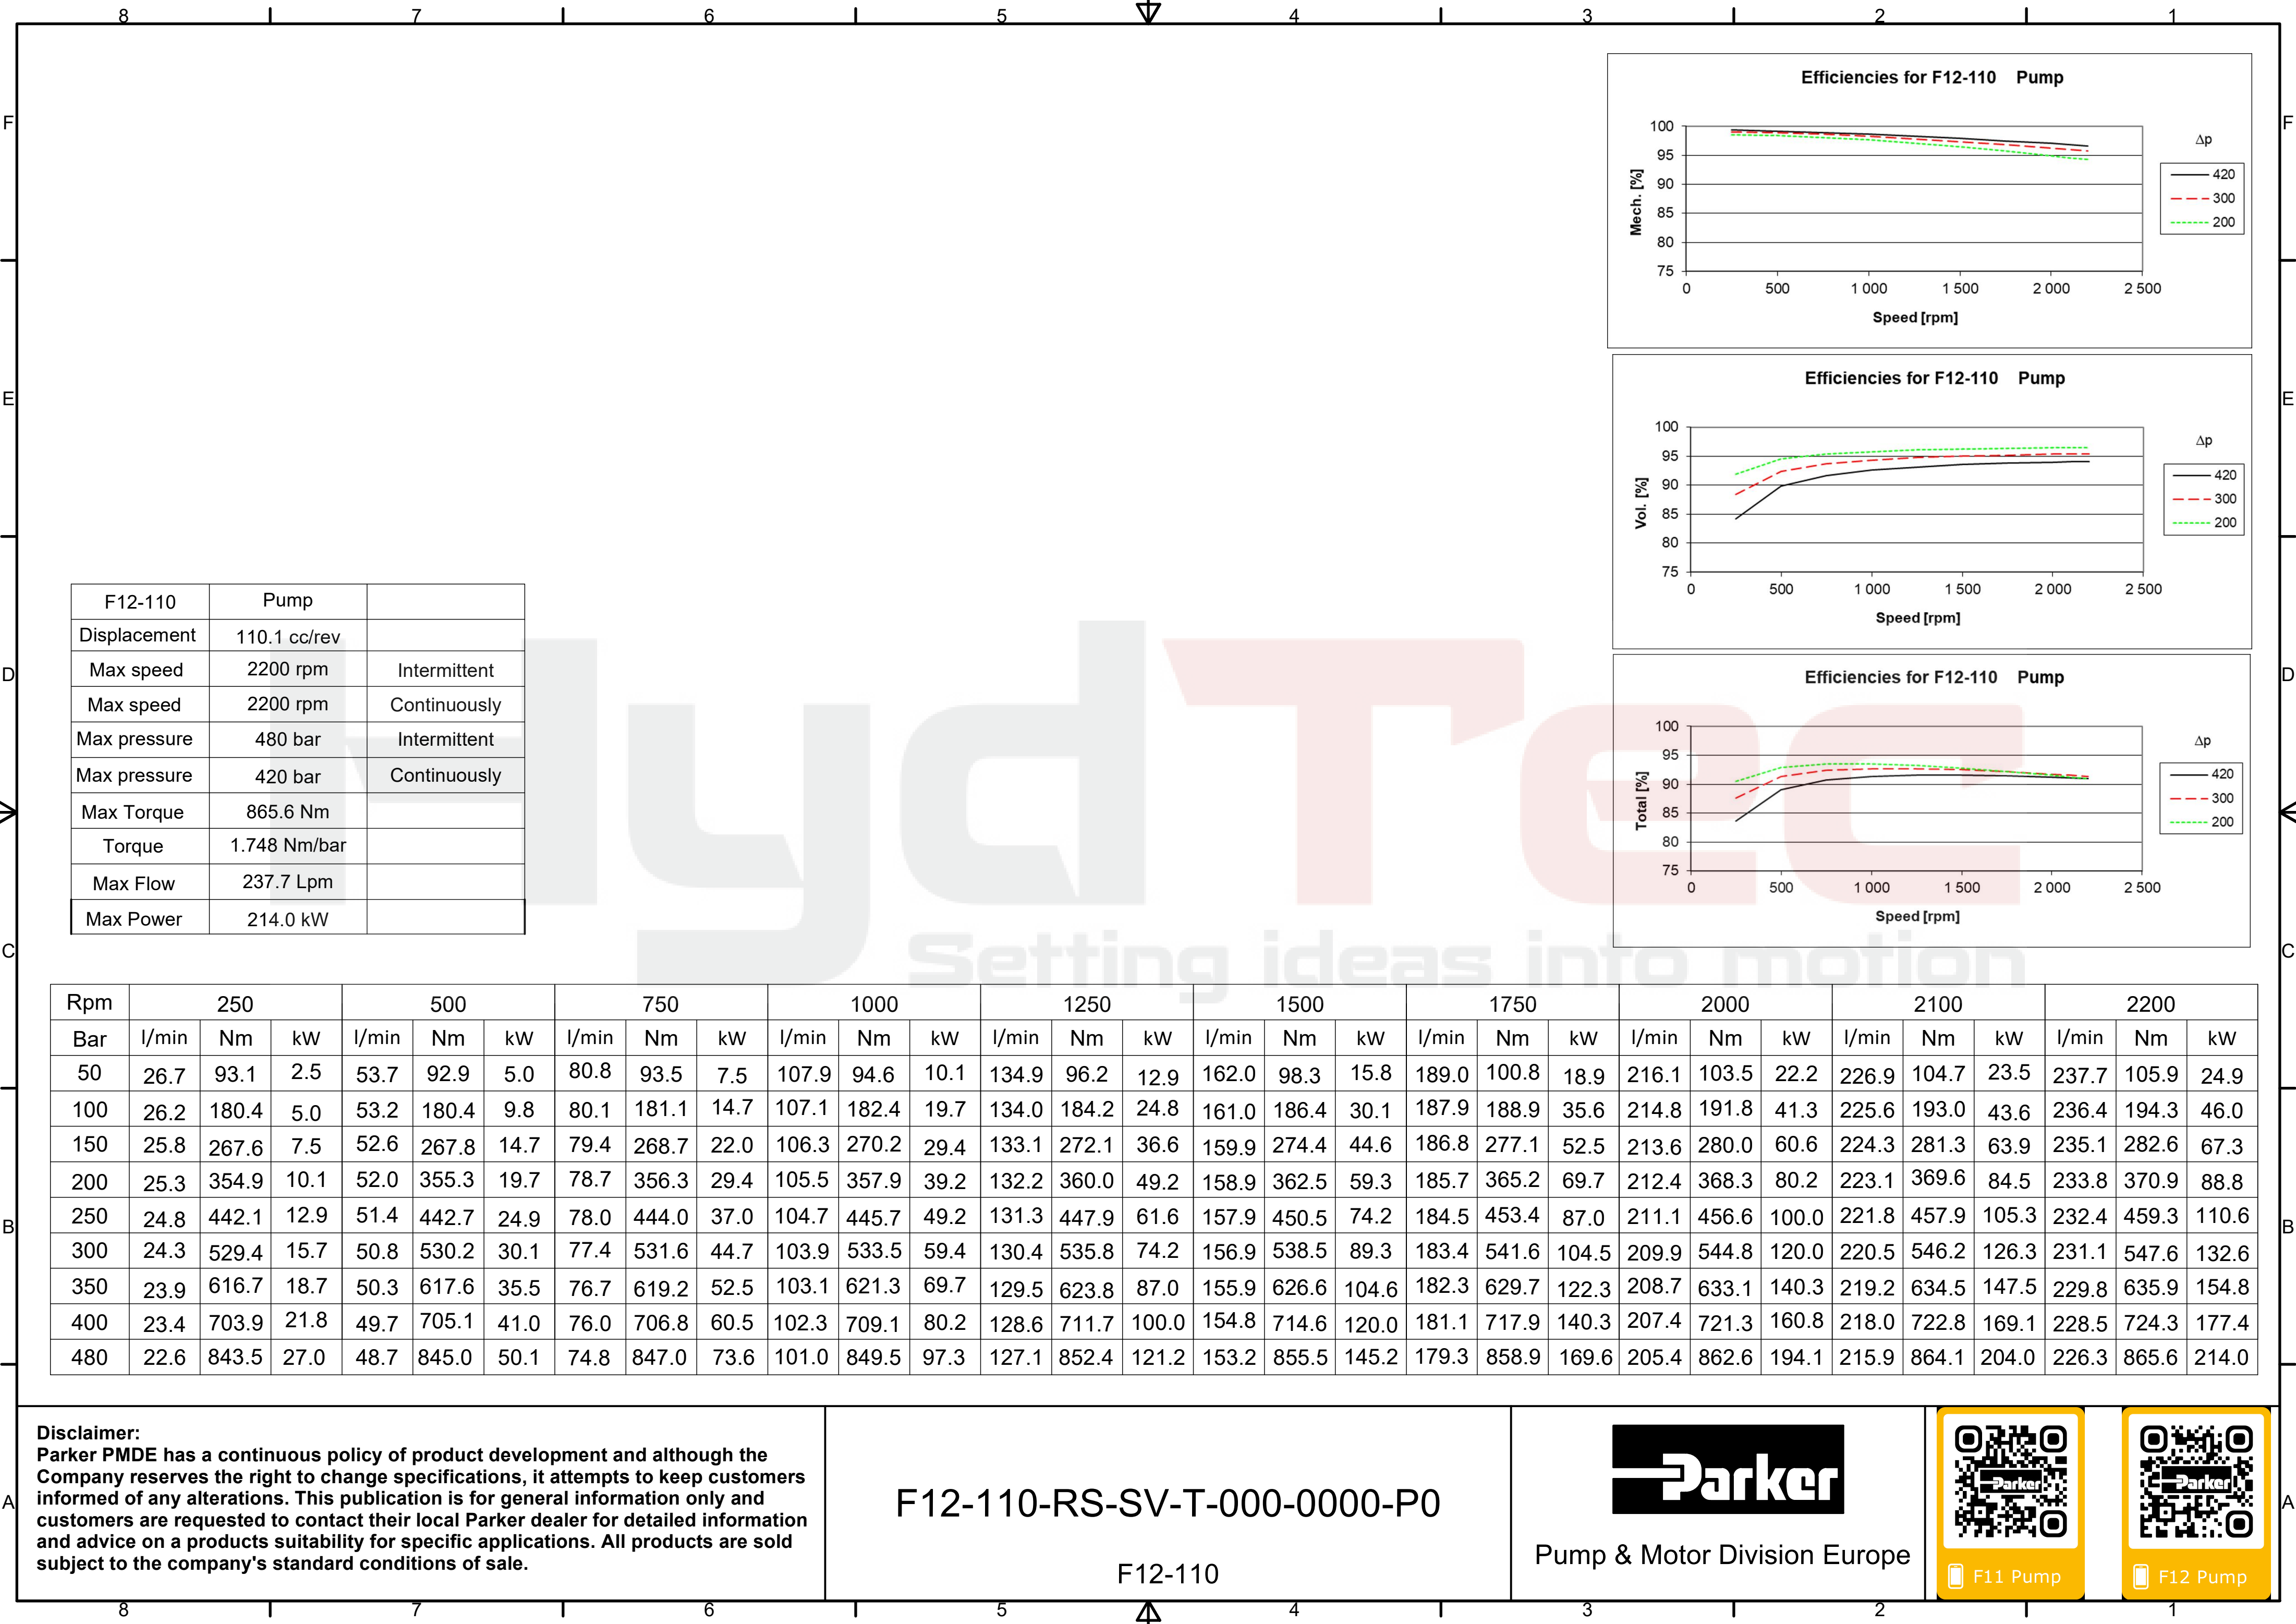 8 7 6 5 4 3 2 1
F
F
E
E
D
D
C
C
B
B
A
A
Efficiencies for F12-110 Pump
Mech. [%]
100
95
90
85
80
75
0 500 1 000 1 500 2 000 2 500
Speed [rpm]
Δp
420
300
200
Efficiencies for F12-110 Pump
Vol. [%]
100
95
90
85
80
75
0 500 1 000 1 500 2 000 2 500
Speed [rpm]
Δp
420
300
200
Efficiencies for F12-110 Pump
Total [%]
100
95
90
85
80
75
0 500 1 000 1 500 2 000 2 500
Speed [rpm]
Δp
420
300
200
HydTec
Setting ideas into motion
F12-110 Pump
Displacement 110.1 cc/rev
Max speed 2200 rpm Intermittent
Max speed 2200 rpm Continuously
Max pressure 480 bar Intermittent
Max pressure 420 bar Continuously
Max Torque 865.6 Nm
Torque 1.748 Nm/bar
Max Flow 237.7 Lpm
Max Power 214.0 kW
Rpm 250 500 750 1000 1250 1500 1750 2000 2100 2200
Bar l/min Nm kW l/min Nm kW l/min Nm kW l/min Nm kW l/min Nm kW l/min Nm kW l/min Nm kW l/min Nm kW l/min Nm kW l/min Nm kW
50 26.7 93.1 2.5 53.7 92.9 5.0 80.8 93.5 7.5 107.9 94.6 10.1 134.9 96.2 12.9 162.0 98.3 15.8 189.0 100.8 18.9 216.1 103.5 22.2 226.9 104.7 23.5 237.7 105.9 24.9
100 26.2 180.4 5.0 53.2 180.4 9.8 80.1 181.1 14.7 107.1 182.4 19.7 134.0 184.2 24.8 161.0 186.4 30.1 187.9 188.9 35.6 214.8 191.8 41.3 225.6 193.0 43.6 236.4 194.3 46.0
150 25.8 267.6 7.5 52.6 267.8 14.7 79.4 268.7 22.0 106.3 270.2 29.4 133.1 272.1 36.6 159.9 274.4 44.6 186.8 277.1 52.5 213.6 280.0 60.6 224.3 281.3 63.9 235.1 282.6 67.3
200 25.3 354.9 10.1 52.0 355.3 19.7 78.7 356.3 29.4 105.5 357.9 39.2 132.2 360.0 49.2 158.9 362.5 59.3 185.7 365.2 69.7 212.4 368.3 80.2 223.1 369.6 84.5 233.8 370.9 88.8
250 24.8 442.1 12.9 51.4 442.7 24.9 78.0 444.0 37.0 104.7 445.7 49.2 131.3 447.9 61.6 157.9 450.5 74.2 184.5 453.4 87.0 211.1 456.6 100.0 221.8 457.9 105.3 232.4 459.3 110.6
300 24.3 529.4 15.7 50.8 530.2 30.1 77.4 531.6 44.7 103.9 533.5 59.4 130.4 535.8 74.2 156.9 538.5 89.3 183.4 541.6 104.5 209.9 544.8 120.0 220.5 546.2 126.3 231.1 547.6 132.6
350 23.9 616.7 18.7 50.3 617.6 35.5 76.7 619.2 52.5 103.1 621.3 69.7 129.5 623.8 87.0 155.9 626.6 104.6 182.3 629.7 122.3 208.7 633.1 140.3 219.2 634.5 147.5 229.8 635.9 154.8
400 23.4 703.9 21.8 49.7 705.1 41.0 76.0 706.8 60.5 102.3 709.1 80.2 128.6 711.7 100.0 154.8 714.6 120.0 181.1 717.9 140.3 207.4 721.3 160.8 218.0 722.8 169.1 228.5 724.3 177.4
480 22.6 843.5 27.0 48.7 845.0 50.1 74.8 847.0 73.6 101.0 849.5 97.3 127.1 852.4 121.2 153.2 855.5 145.2 179.3 858.9 169.6 205.4 862.6 194.1 215.9 864.1 204.0 226.3 865.6 214.0
Disclaimer:
Parker PMDE has a continuous policy of product development and although the
Company reserves the right to change specifications, it attempts to keep customers
informed of any alterations. This publication is for general information only and
customers are requested to contact their local Parker dealer for detailed information
and advice on a products suitability for specific applications. All products are sold
subject to the company's standard conditions of sale.
F12-110-RS-SV-T-000-0000-P0
F12-110
Parker
Pump & Motor Division Europe
Parker
F11 Pump
Parker
F12 Pump
8 7 6 5 4 3 2 1